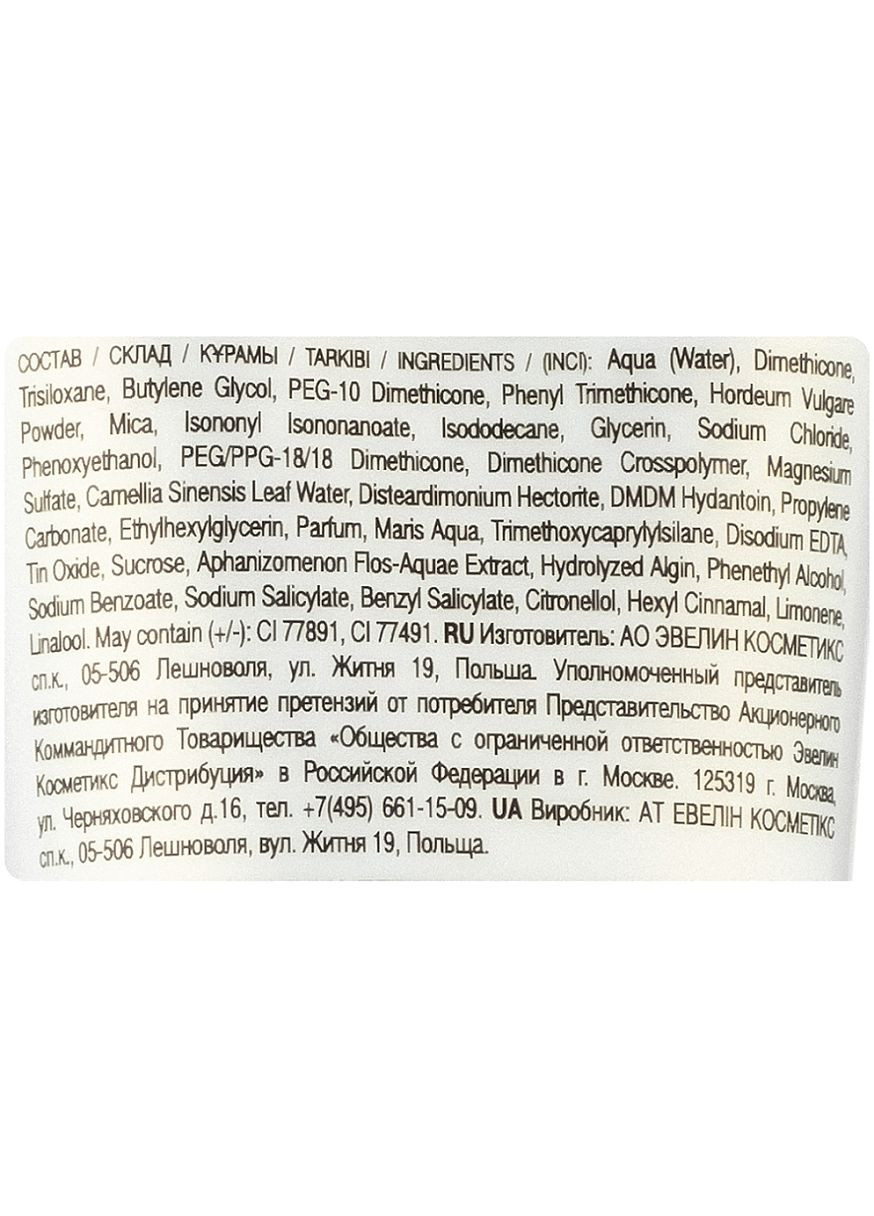 СОСТАВ / СКЛАД / ҚҰРАМЫ / TARKIBI / INGREDIENTS / (INCI): Aqua (Water), Dimethicone,
Trisiloxane, Butylene Glycol, PEG-10 Dimethicone, Phenyl Trimethicone, Hordeum Vulgare
Powder, Mica, Isononyl Isononanoate, Isododecane, Glycerin, Sodium Chloride,
Phenoxyethanol, PEG/PPG-18/18 Dimethicone, Dimethicone Crosspolymer, Magnesium
Sulfate, Camellia Sinensis Leaf Water, Disteardimonium Hectorite, DMDM Hydantoin, Propylene
Carbonate, Ethylhexylglycerin, Parfum, Maris Aqua, Trimethoxycaprylylsilane, Disodium EDTA,
Tin Oxide, Sucrose, Aphanizomenon Flos-Aquae Extract, Hydrolyzed Algin, Phenethyl Alcohol,
Sodium Benzoate, Sodium Salicylate, Benzyl Salicylate, Citronellol, Hexyl Cinnamal, Limonene,
Linalool. May contain (+/-): CI 77891, CI 77491. RU Изготовитель: АО ЭВЕЛИН КОСМЕТИКС
сп.к., 05-506 Лешноволя, ул. Житня 19, Польша. Уполномоченный представитель
изготовителя на принятие претензий от потребителя Представительство Акционерного
Коммандитного Товарищества «Общества с ограниченной ответственностью Эвелин
Косметикс Дистрибуция» в Российской Федерации в г. Москве. 125319 г. Москва,
ул. Черняховского д.16, тел. +7(495) 661-15-09. UA Виробник: АТ ЕВЕЛІН КОСМЕТІКС
сп.к., 05-506 Лешноволя, вул. Житня 19, Польща.